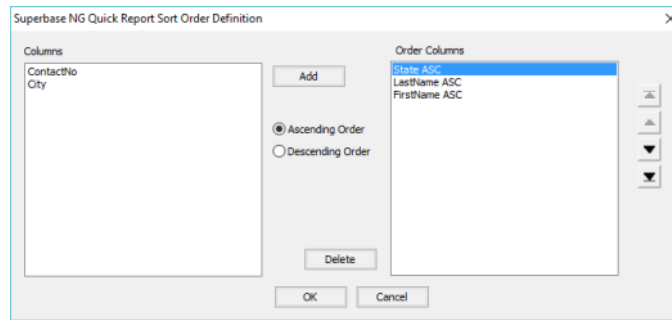 Superbase NG Quick Report Sort Order Definition
Columns
ContactNo
City
Add
Ascending Order
Descending Order
Delete
Order Columns
State ASC
LastName ASC
FirstName ASC
OK
Cancel